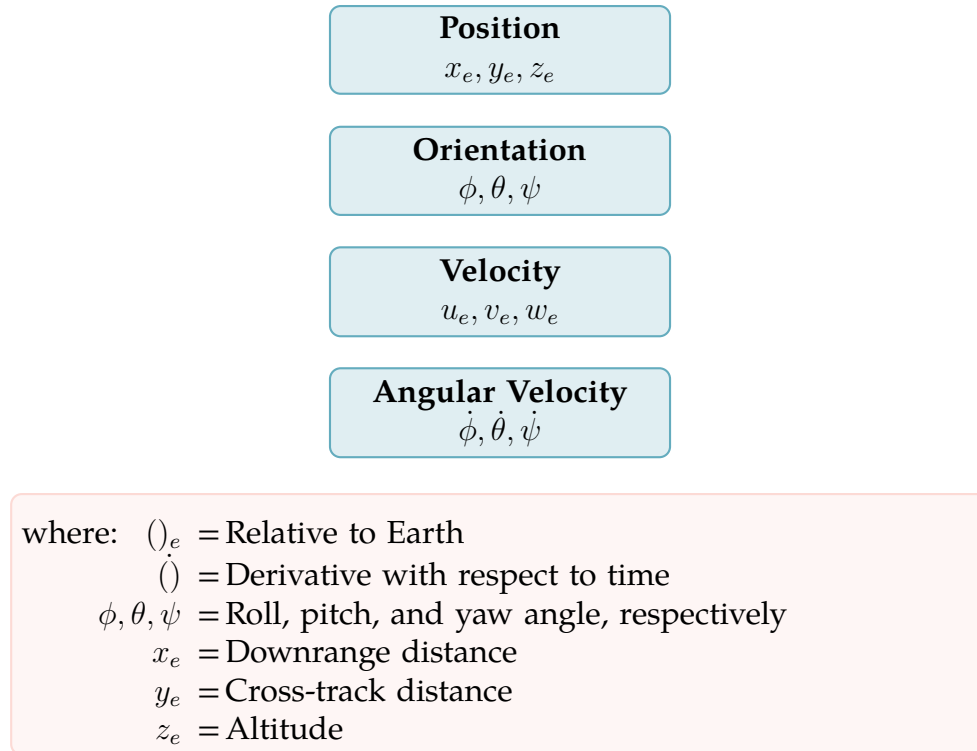 Position
x_e, y_e, z_e
Orientation
ϕ, θ, ψ
Velocity
u_e, v_e, w_e
Angular Velocity
ϕ̇, θ̇, ψ̇
where: ()_e = Relative to Earth
(̇) = Derivative with respect to time
ϕ, θ, ψ = Roll, pitch, and yaw angle, respectively
x_e = Downrange distance
y_e = Cross-track distance
z_e = Altitude